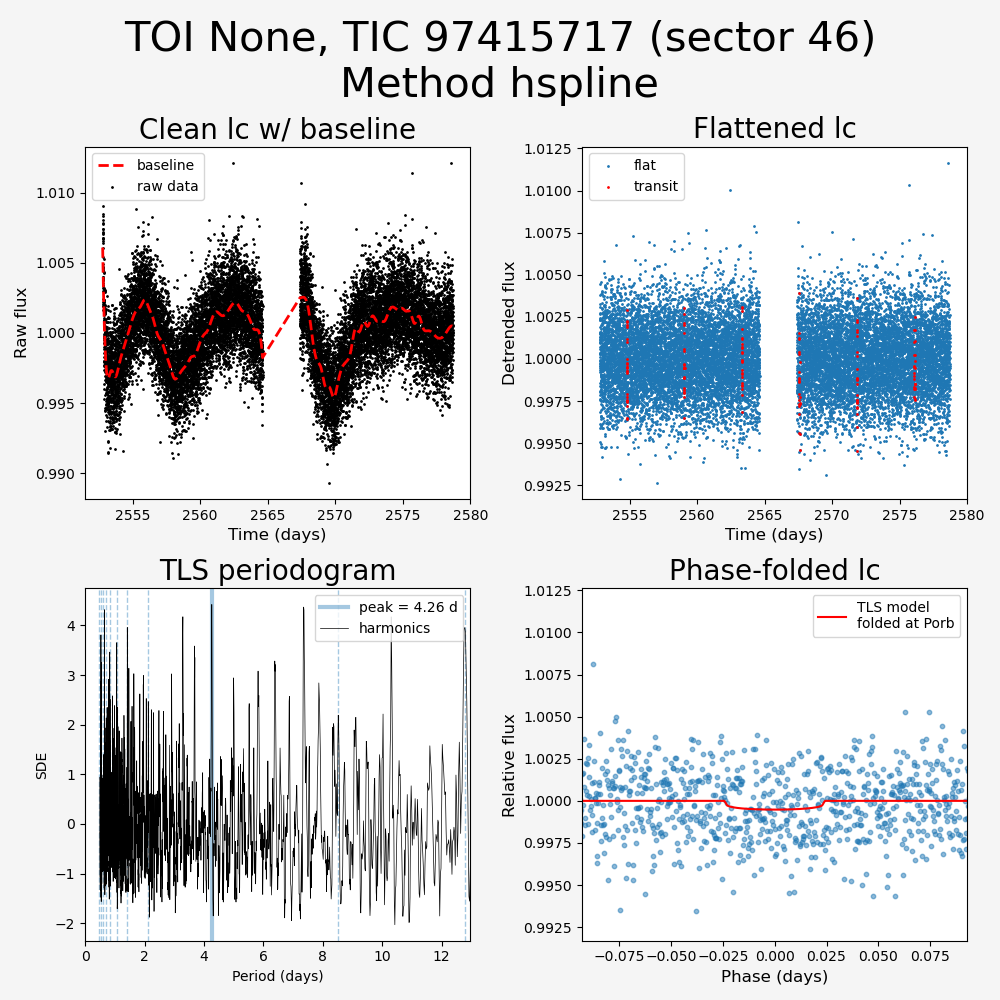 TOI None, TIC 97415717 (sector 46)
Method hspline
Clean lc w/ baseline
baseline
raw data
1.010
1.005
1.000
0.995
0.990
Raw flux
2555
2560
2565
2570
2575
2580
Time (days)
Flattened lc
flat
transit
1.0125
1.0100
1.0075
1.0050
1.0025
1.0000
0.9975
0.9950
0.9925
Detrended flux
2555
2560
2565
2570
2575
2580
Time (days)
TLS periodogram
peak = 4.26 d
harmonics
4
3
2
1
0
−1
−2
SDE
0
2
4
6
8
10
12
Period (days)
Phase-folded lc
TLS model
folded at Porb
1.0125
1.0100
1.0075
1.0050
1.0025
1.0000
0.9975
0.9950
0.9925
Relative flux
−0.075
−0.050
−0.025
0.000
0.025
0.050
0.075
Phase (days)